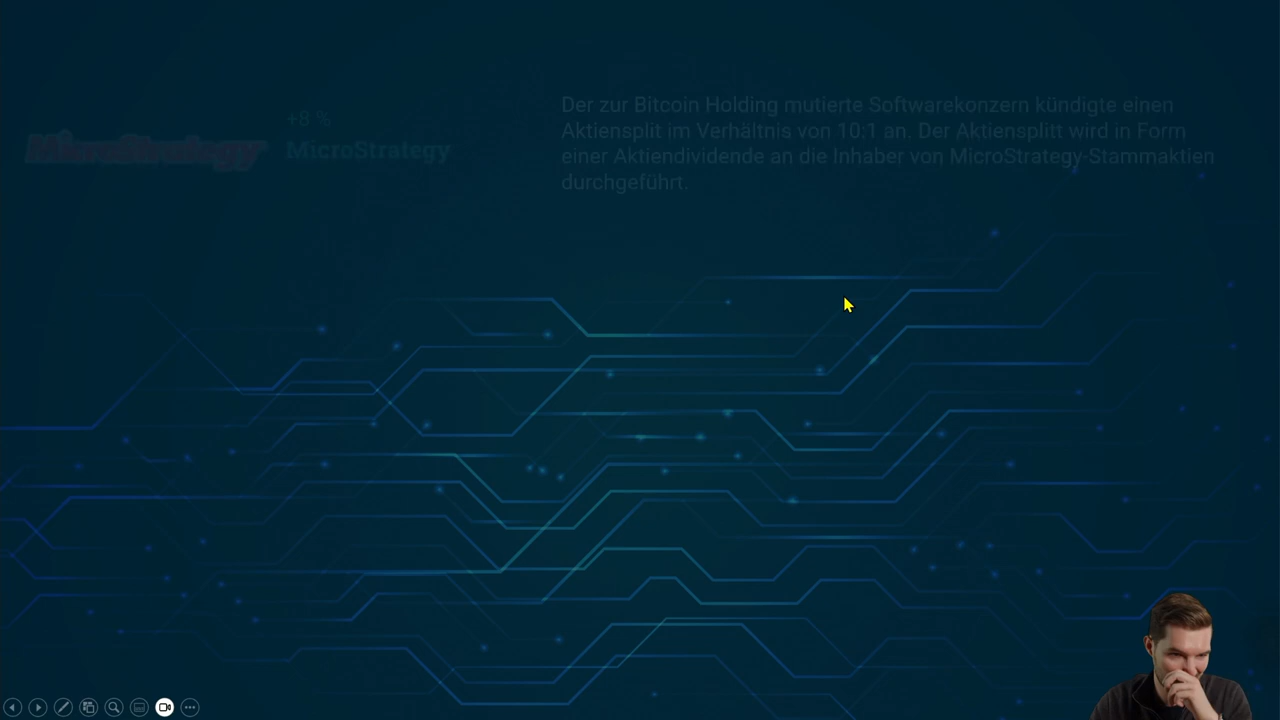 MicroStrategy
+8 %
MicroStrategy
Der zur Bitcoin Holding mutierte Softwarekonzern kündigte einen
Aktiensplit im Verhältnis von 10:1 an. Der Aktiensplitt wird in Form
einer Aktiendividende an die Inhaber von MicroStrategy-Stammaktien
durchgeführt.